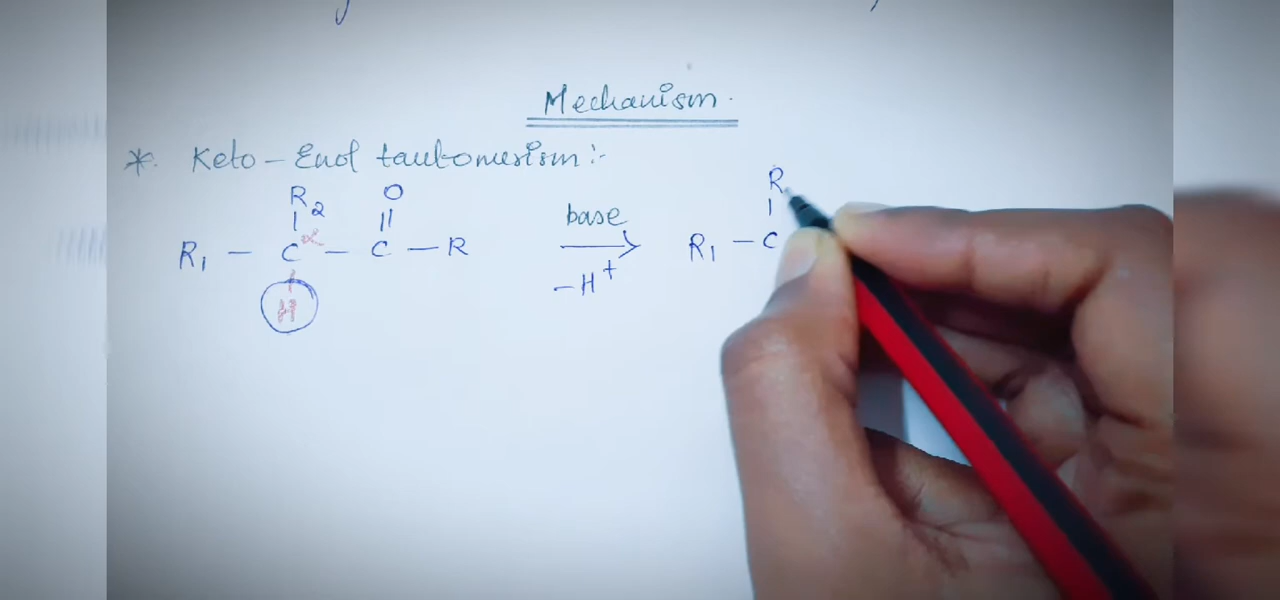 Mechanism.
* Keto-Enol tautomerism:-
R2 O
R1 - C α - C - R
H
base
-H+
R
R1 - C